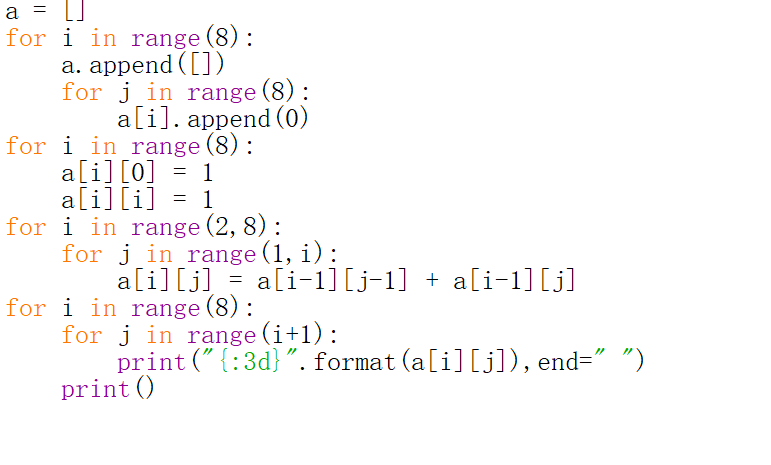 a = []
for i in range(8):
    a.append([])
    for j in range(8):
        a[i].append(0)
for i in range(8):
    a[i][0] = 1
    a[i][i] = 1
for i in range(2,8):
    for j in range(1,i):
        a[i][j] = a[i-1][j-1] + a[i-1][j]
for i in range(8):
    for j in range(i+1):
        print("{:3d}".format(a[i][j]),end=" ")
    print()